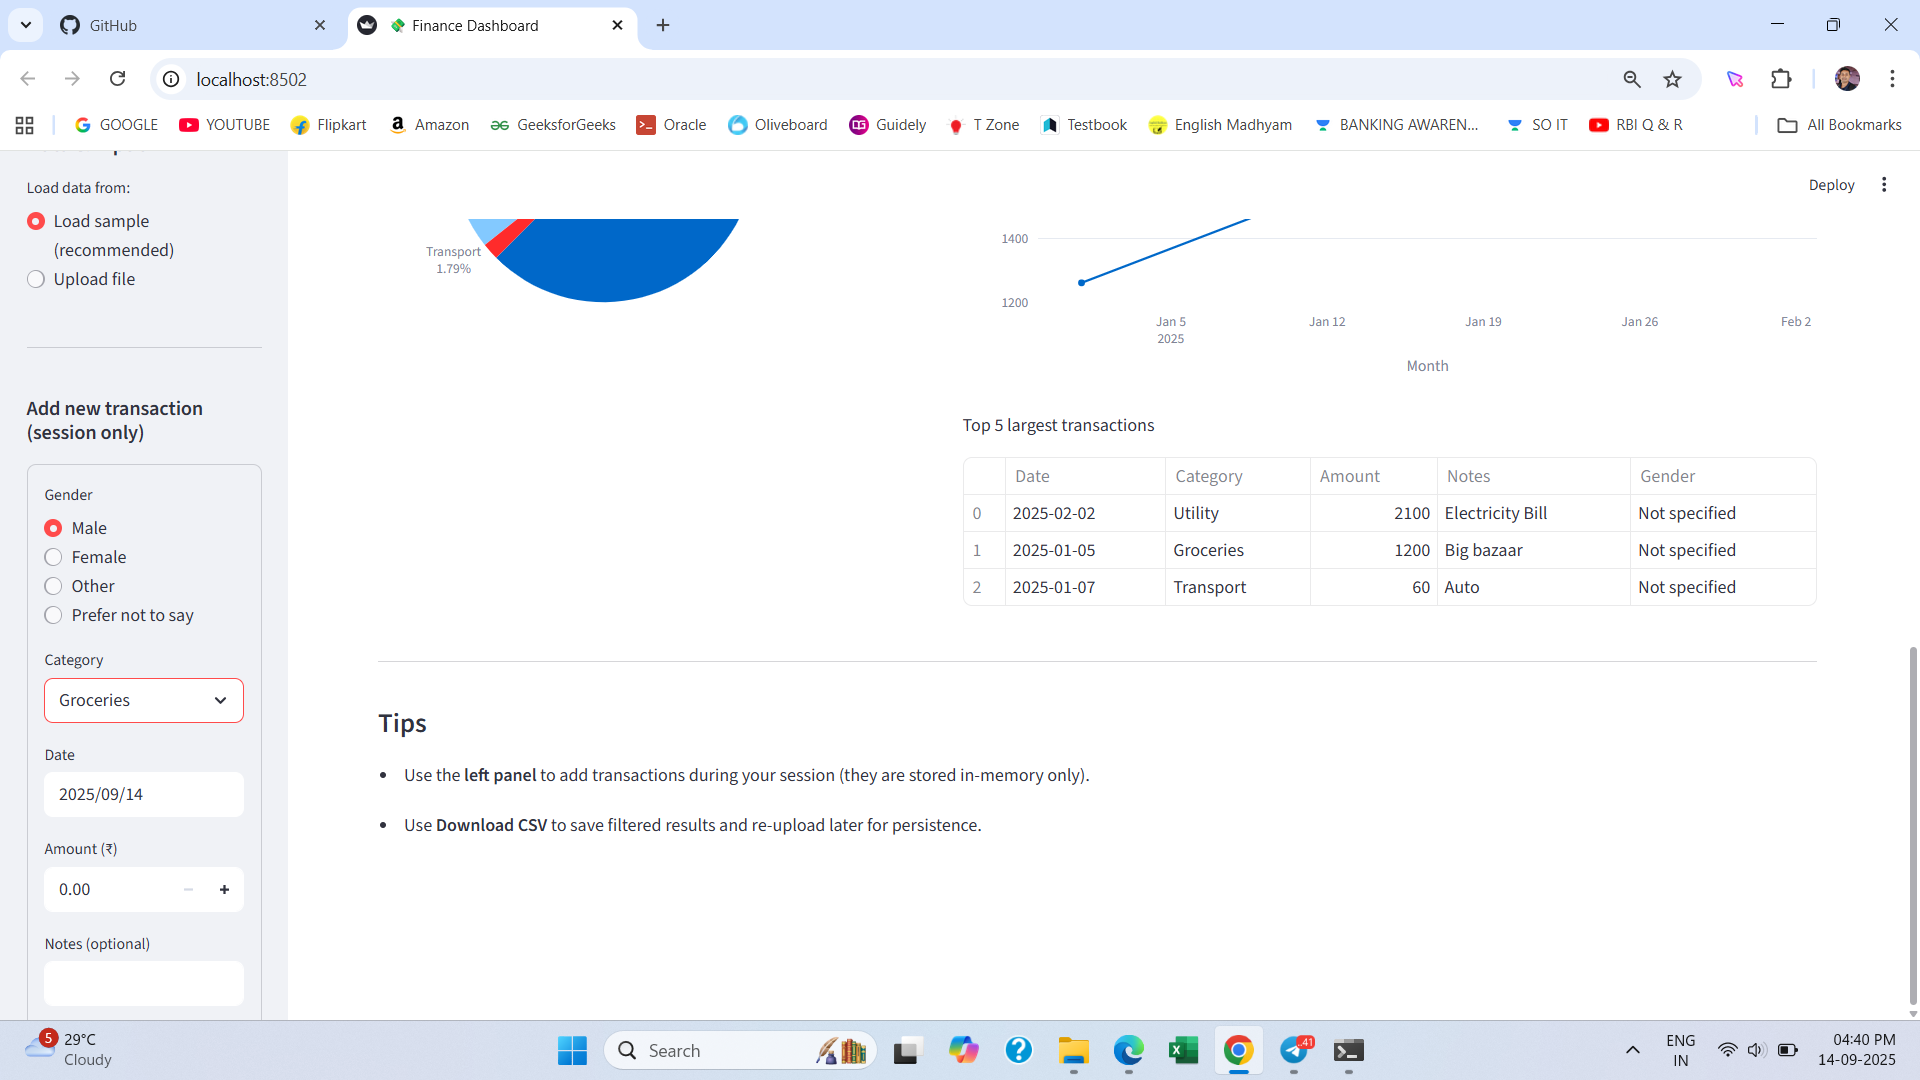 GitHub
Finance Dashboard
localhost:8502
GOOGLE
YOUTUBE
Flipkart
Amazon
GeeksforGeeks
Oracle
Oliveboard
Guidely
T Zone
Testbook
English Madhyam
BANKING AWAREN...
SO IT
RBI Q & R
All Bookmarks
Load data from:
Load sample
(recommended)
Upload file
Add new transaction
(session only)
Gender
Male
Female
Other
Prefer not to say
Category
Groceries
Date
2025/09/14
Amount (₹)
0.00
Notes (optional)
Deploy
Transport
1.79%
1400
1200
Jan 5
2025
Jan 12
Jan 19
Jan 26
Feb 2
Month
Top 5 largest transactions
Date Category Amount Notes Gender
0 2025-02-02 Utility 2100 Electricity Bill Not specified
1 2025-01-05 Groceries 1200 Big bazaar Not specified
2 2025-01-07 Transport 60 Auto Not specified
Tips
• Use the left panel to add transactions during your session (they are stored in-memory only).
• Use Download CSV to save filtered results and re-upload later for persistence.
5
29°C
Cloudy
Search
41
ENG
IN
04:40 PM
14-09-2025